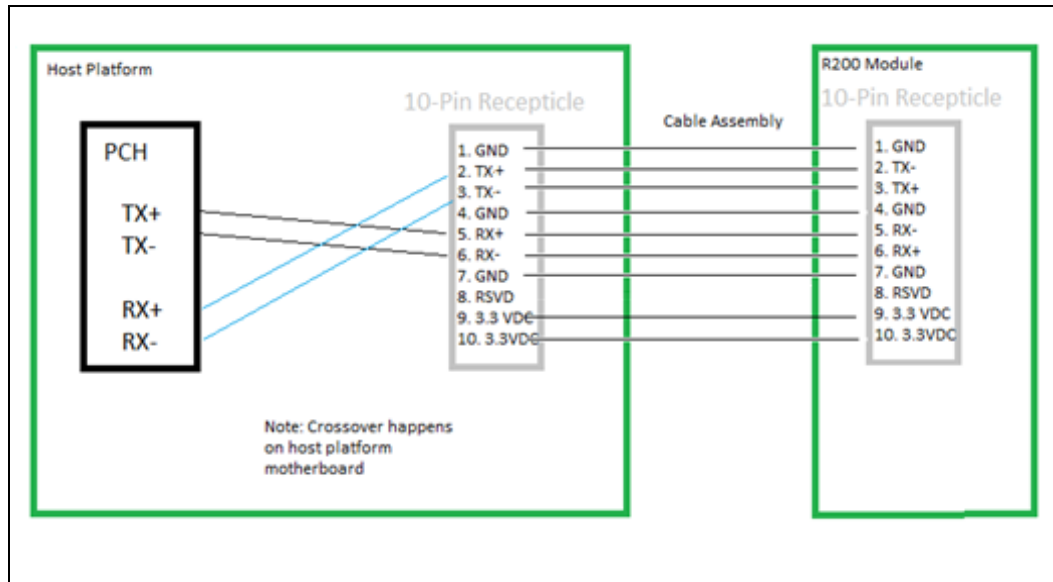 Host Platform
10-Pin Recepticle
PCH
TX+
TX-
RX+
RX-
1. GND
2. TX+
3. TX-
4. GND
5. RX+
6. RX-
7. GND
8. RSVD
9. 3.3 VDC
10. 3.3VDC
Note: Crossover happens
on host platform
motherboard
Cable Assembly
R200 Module
10-Pin Recepticle
1. GND
2. TX-
3. TX+
4. GND
5. RX-
6. RX+
7. GND
8. RSVD
9. 3.3 VDC
10. 3.3VDC